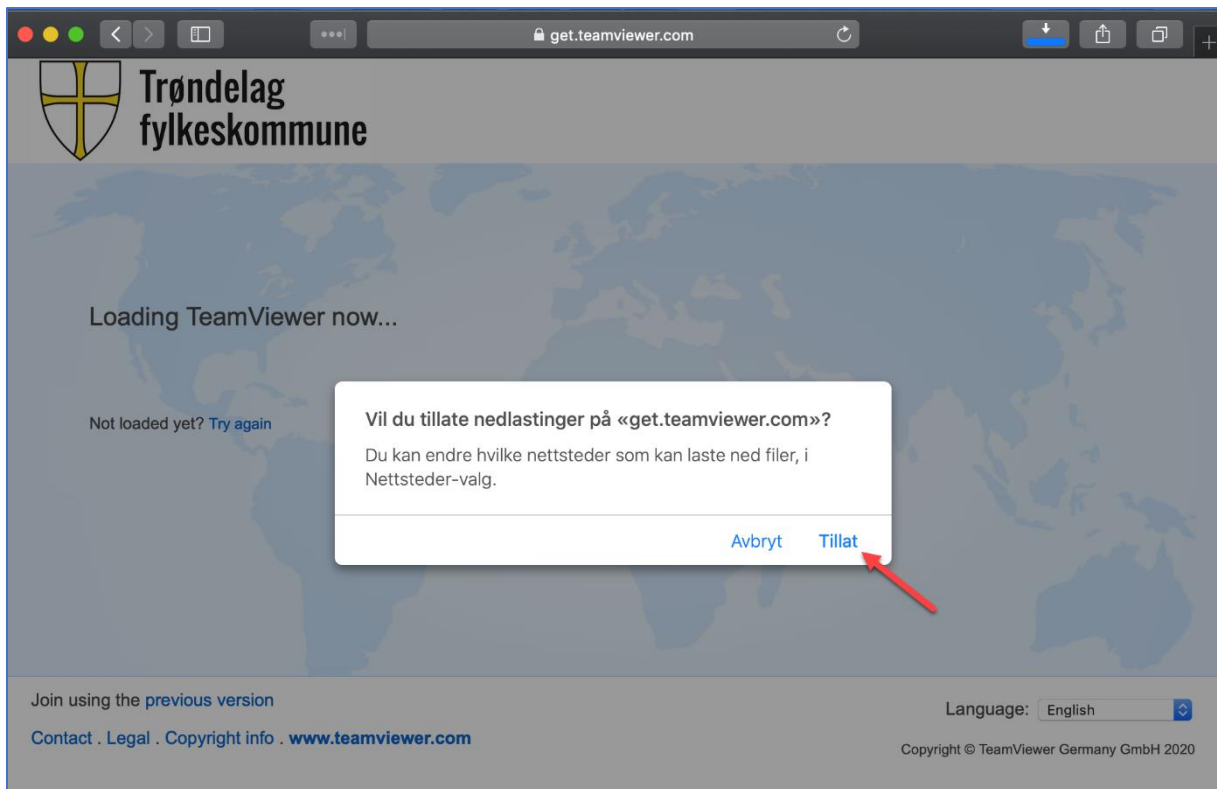 get.teamviewer.com
Trøndelag
fylkeskommune
Loading TeamViewer now...
Not loaded yet? Try again
Vil du tillate nedlastinger på «get.teamviewer.com»?
Du kan endre hvilke nettsteder som kan laste ned filer, i
Nettsteder-valg.
Avbryt Tillat
Join using the previous version
Language: English
Contact . Legal . Copyright info . www.teamviewer.com
Copyright © TeamViewer Germany GmbH 2020